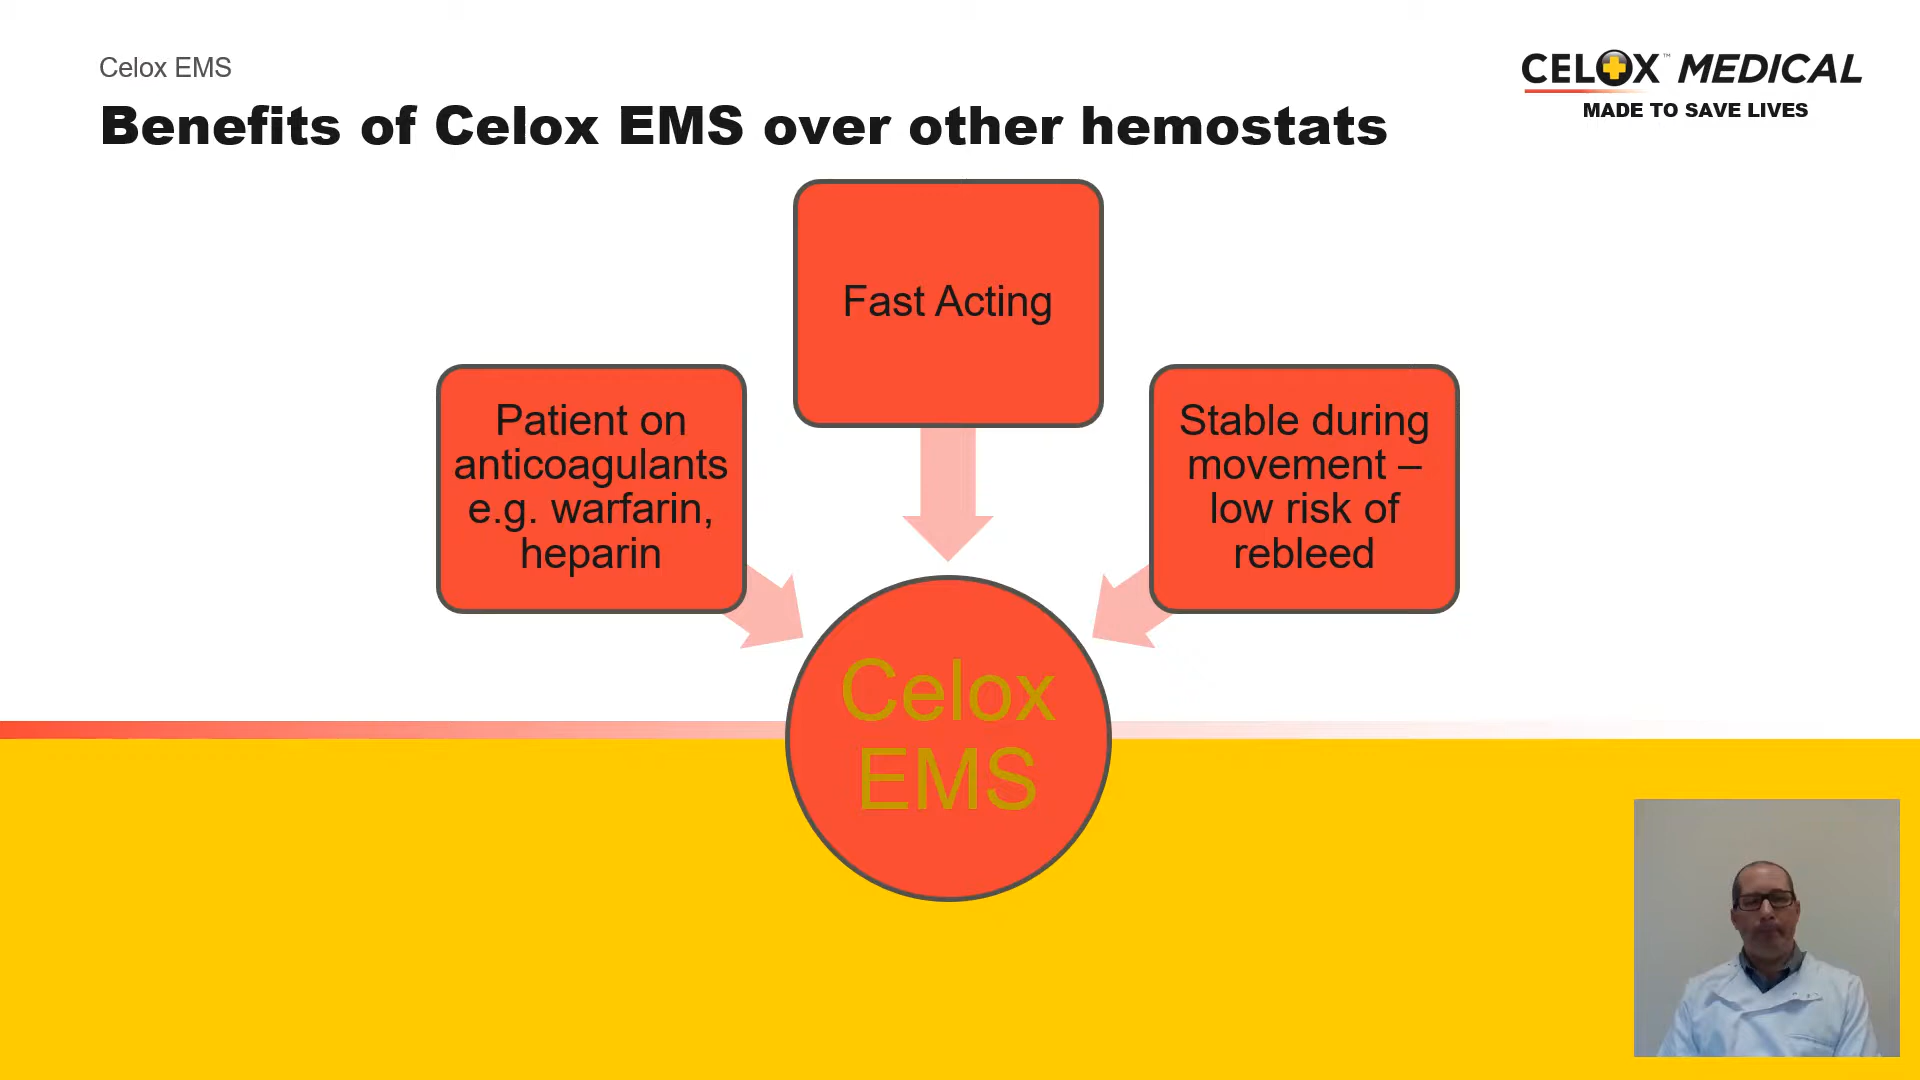 Celox EMS
Benefits of Celox EMS over other hemostats
CELOX™ MEDICAL
MADE TO SAVE LIVES
Fast Acting
Patient on
anticoagulants
e.g. warfarin,
heparin
Stable during
movement –
low risk of
rebleed
Celox
EMS